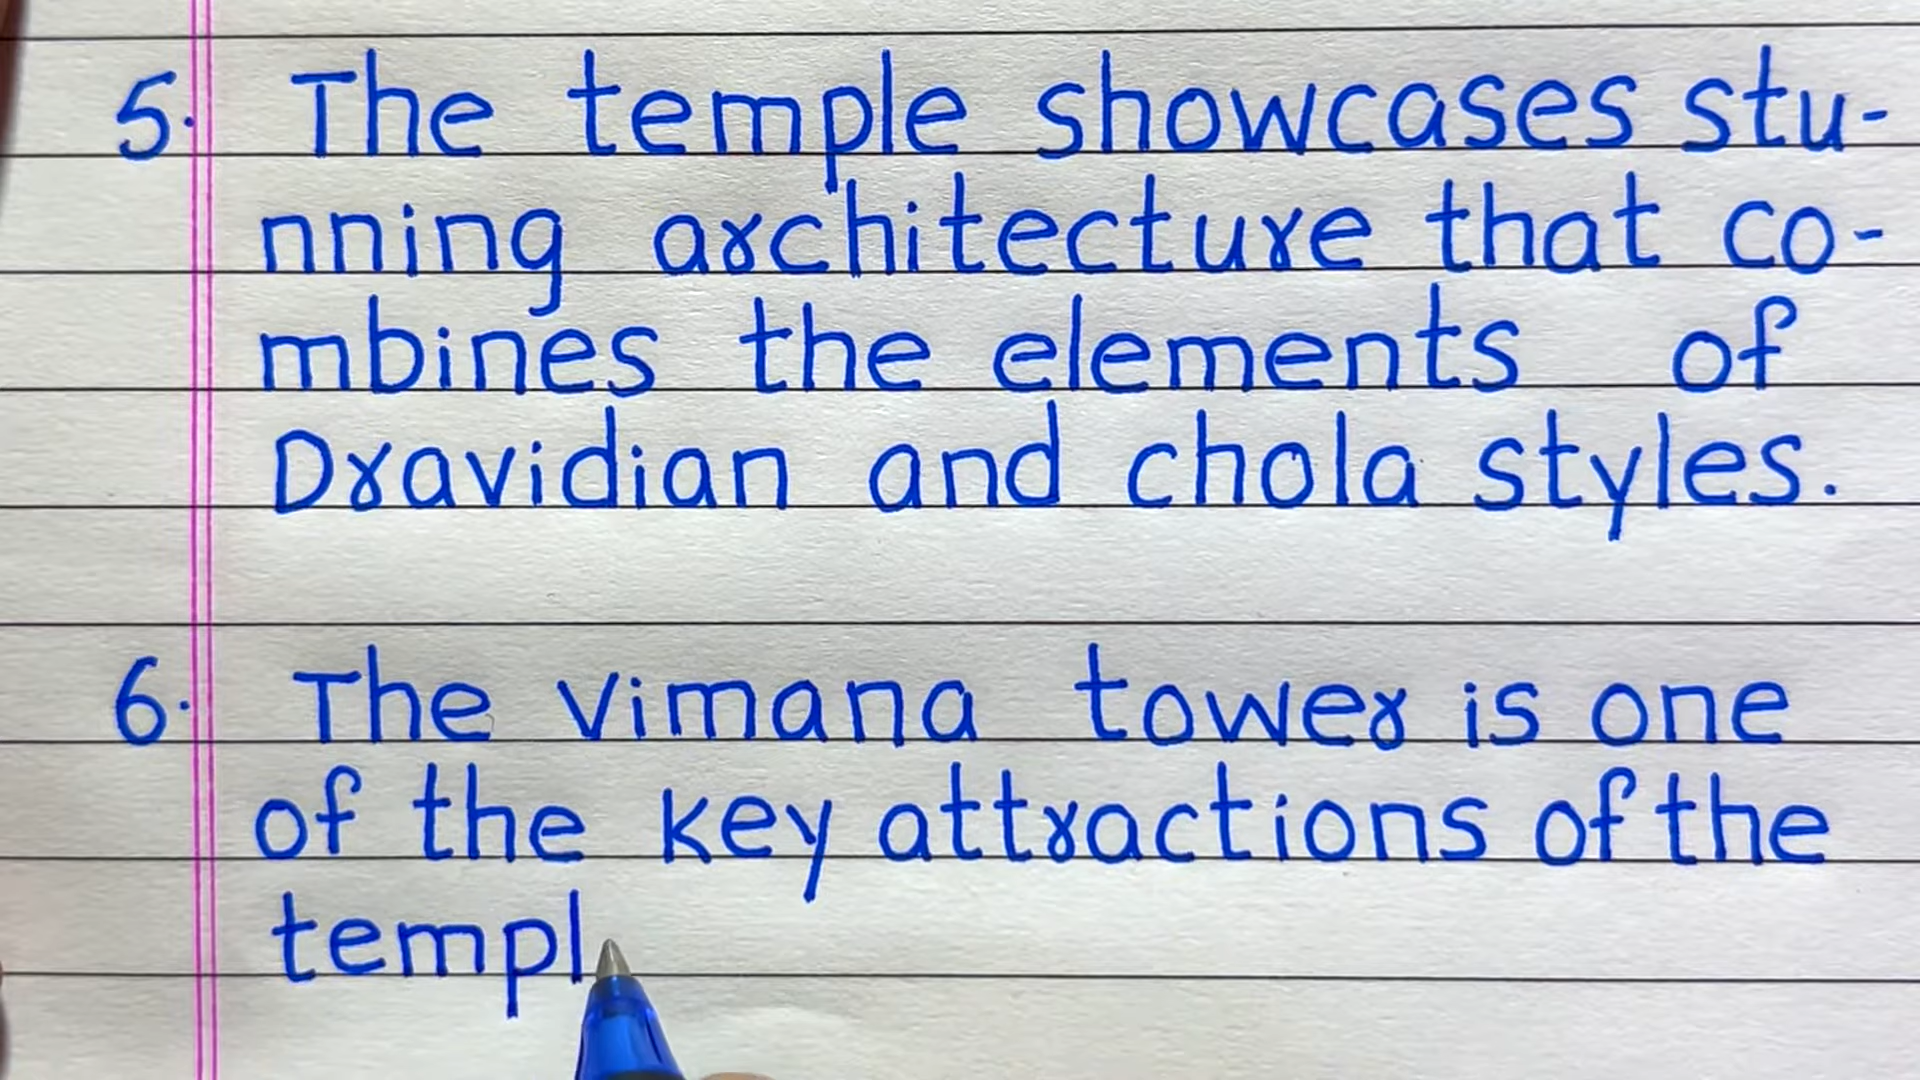 5. The temple showcases stu-
nning architecture that co-
mbines the elements of
Dravidian and chola styles.
6. The Vimana tower is one
of the key attractions of the
templ